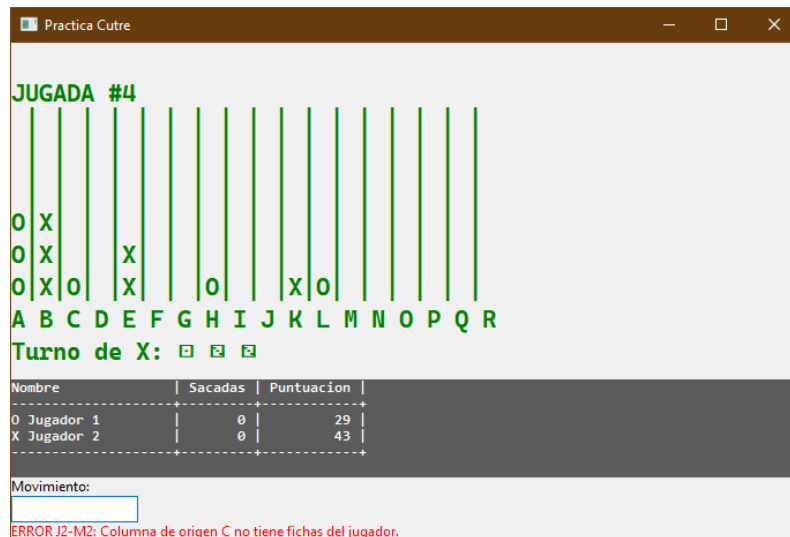 Practica Cutre
JUGADA #4
O|X|
O|X| | |X|
O|X|O| |X| | |O| | |X|O| | | | | |
A B C D E F G H I J K L M N O P Q R
Turno de X: ⚀ ⚂ ⚂
Nombre | Sacadas | Puntuacion |
--------------------+---------+------------+
O Jugador 1 | 0 | 29 |
X Jugador 2 | 0 | 43 |
--------------------+---------+------------+
Movimiento:
ERROR J2-M2: Columna de origen C no tiene fichas del jugador.